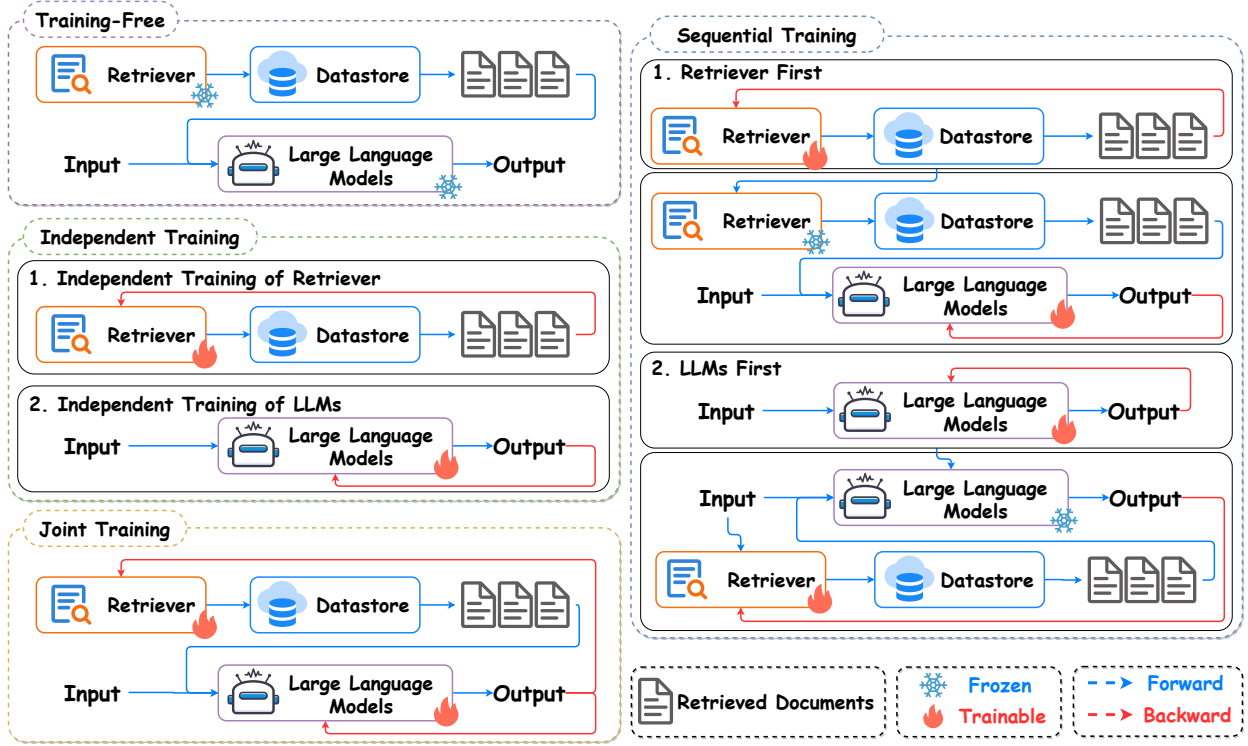 Training-Free
Retriever
Datastore
Input
Large Language
Models
Output
Independent Training
1. Independent Training of Retriever
Retriever
Datastore
2. Independent Training of LLMs
Input
Large Language
Models
Output
Joint Training
Retriever
Datastore
Input
Large Language
Models
Output
Sequential Training
1. Retriever First
Retriever
Datastore
Retriever
Datastore
Input
Large Language
Models
Output
2. LLMs First
Input
Large Language
Models
Output
Input
Large Language
Models
Output
Retriever
Datastore
Retrieved Documents
Frozen
Trainable
Forward
Backward